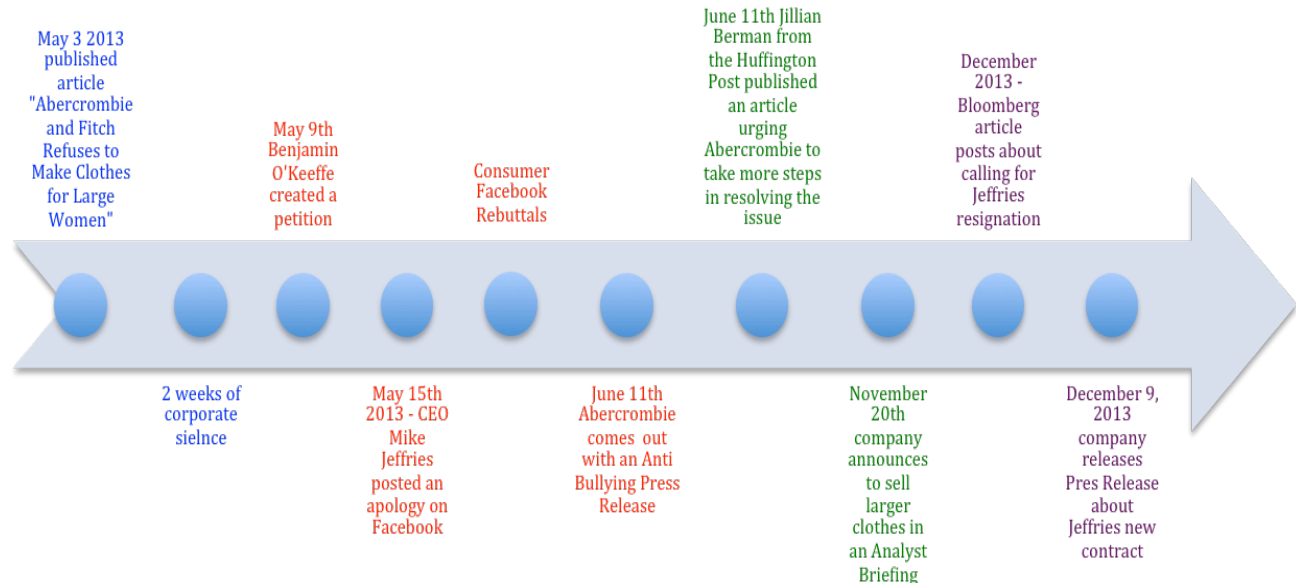 May 3 2013
published
article
"Abercrombie
and Fitch
Refuses to
Make Clothes
for Large
Women"
2 weeks of
corporate
sielnce
May 9th
Benjamin
O'Keeffe
created a
petition
May 15th
2013 - CEO
Mike
Jeffries
posted an
apology on
Facebook
Consumer
Facebook
Rebuttals
June 11th
Abercrombie
comes out
with an Anti
Bullying Press
Release
June 11th Jillian
Berman from
the Huffington
Post published
an article
urging
Abercrombie to
take more steps
in resolving the
issue
November
20th
company
announces
to sell
larger
clothes in
an Analyst
Briefing
December
2013 -
Bloomberg
article
posts about
calling for
Jeffries
resignation
December 9,
2013
company
releases
Pres Release
about
Jeffries new
contract